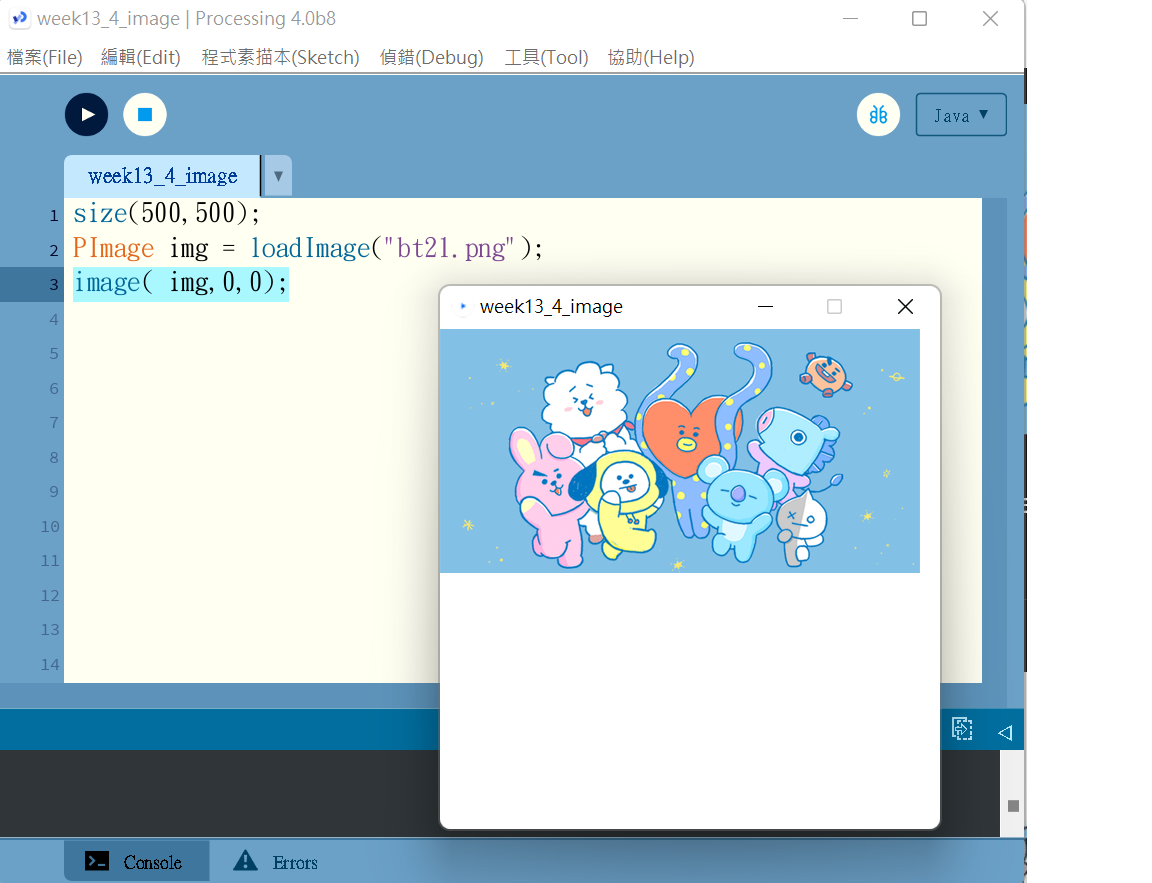 week13_4_image | Processing 4.0b8
檔案(File) 編輯(Edit) 程式素描本(Sketch) 偵錯(Debug) 工具(Tool) 協助(Help)
Java ▼
week13_4_image ▼
1 size(500,500);
2 PImage img = loadImage("bt21.png");
3 image( img,0,0);
4
5
6
7
8
9
10
11
12
13
14
week13_4_image
Console Errors